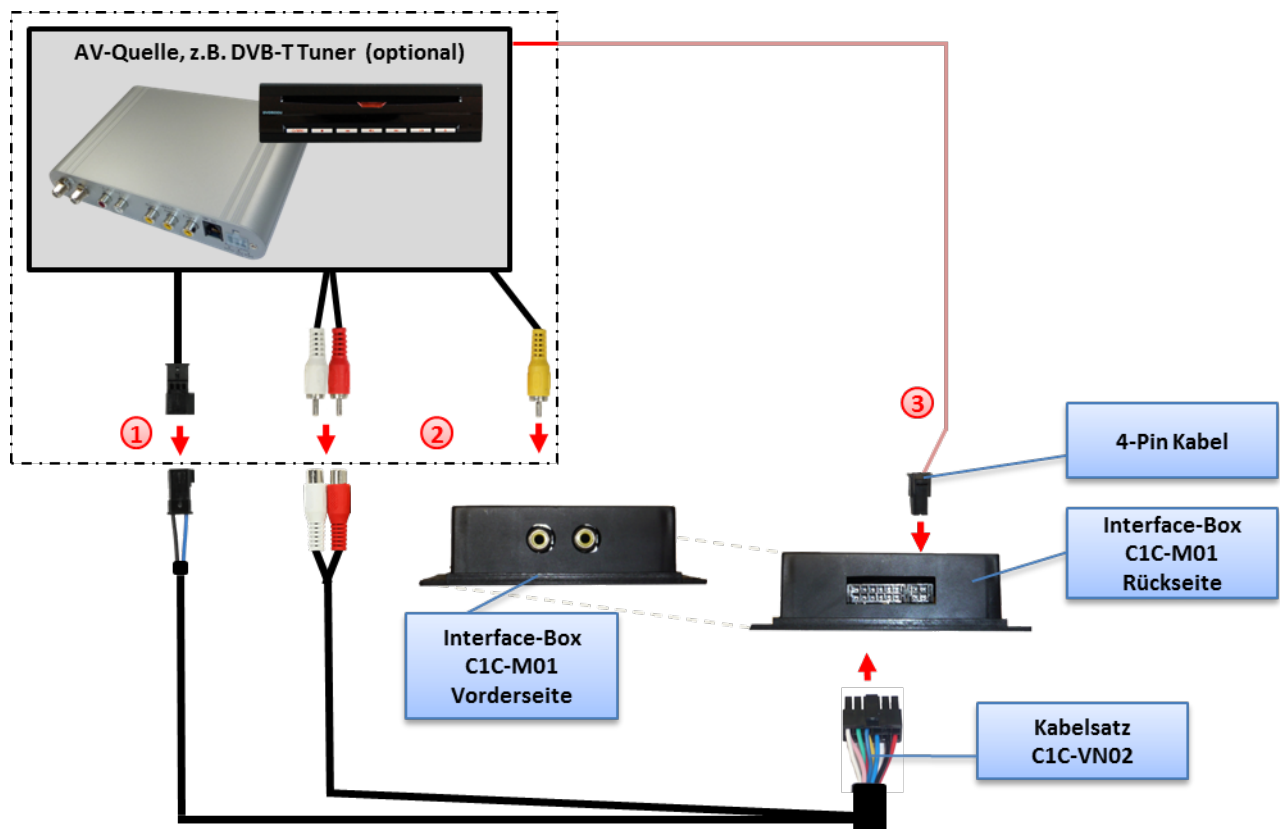 AV-Quelle, z.B. DVB-T Tuner (optional)
1
2
3
4-Pin Kabel
Interface-Box
C1C-M01
Rückseite
Interface-Box
C1C-M01
Vorderseite
Kabelsatz
C1C-VN02